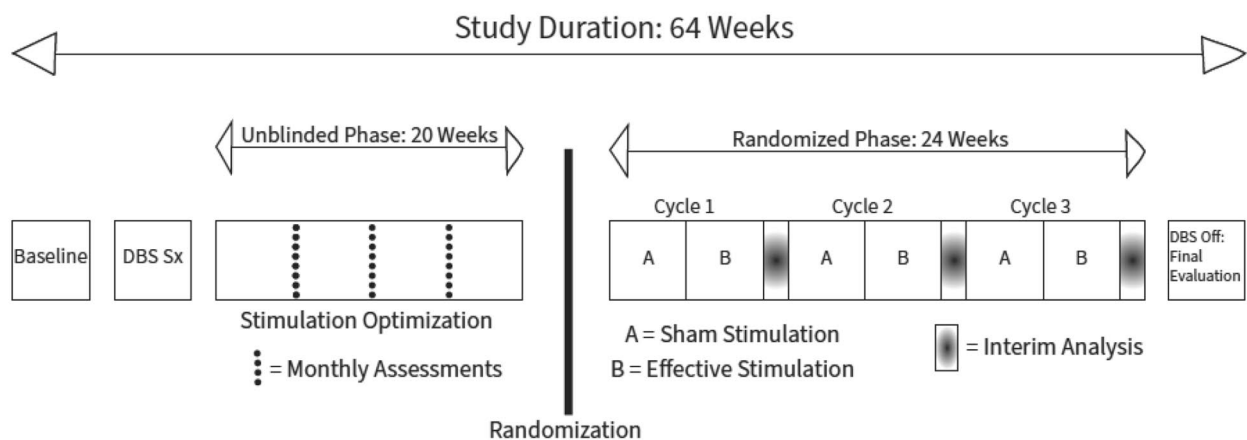 Study Duration: 64 Weeks
Unblinded Phase: 20 Weeks
Randomized Phase: 24 Weeks
Cycle 1
Cycle 2
Cycle 3
Baseline
DBS Sx
A
B
A
B
A
B
DBS Off:
Final
Evaluation
Stimulation Optimization
= Monthly Assessments
A = Sham Stimulation
B = Effective Stimulation
= Interim Analysis
Randomization